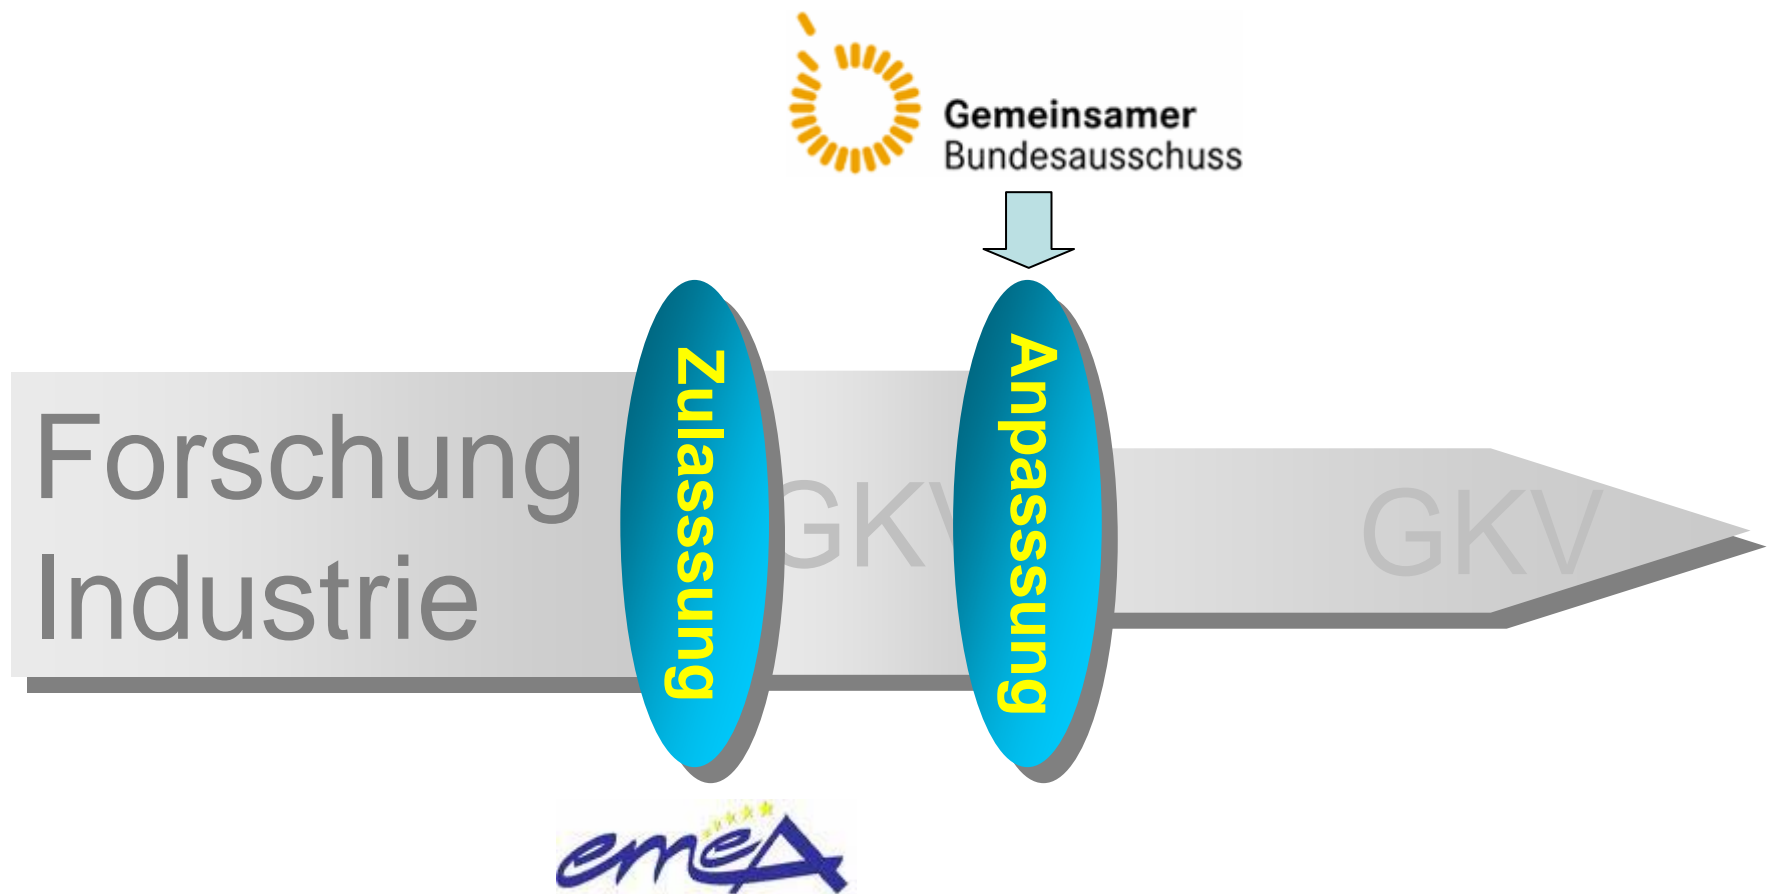 Gemeinsamer
Bundesausschuss
Forschung
Industrie
Zulasssung
GKV
Anpasssung
GKV
emeA